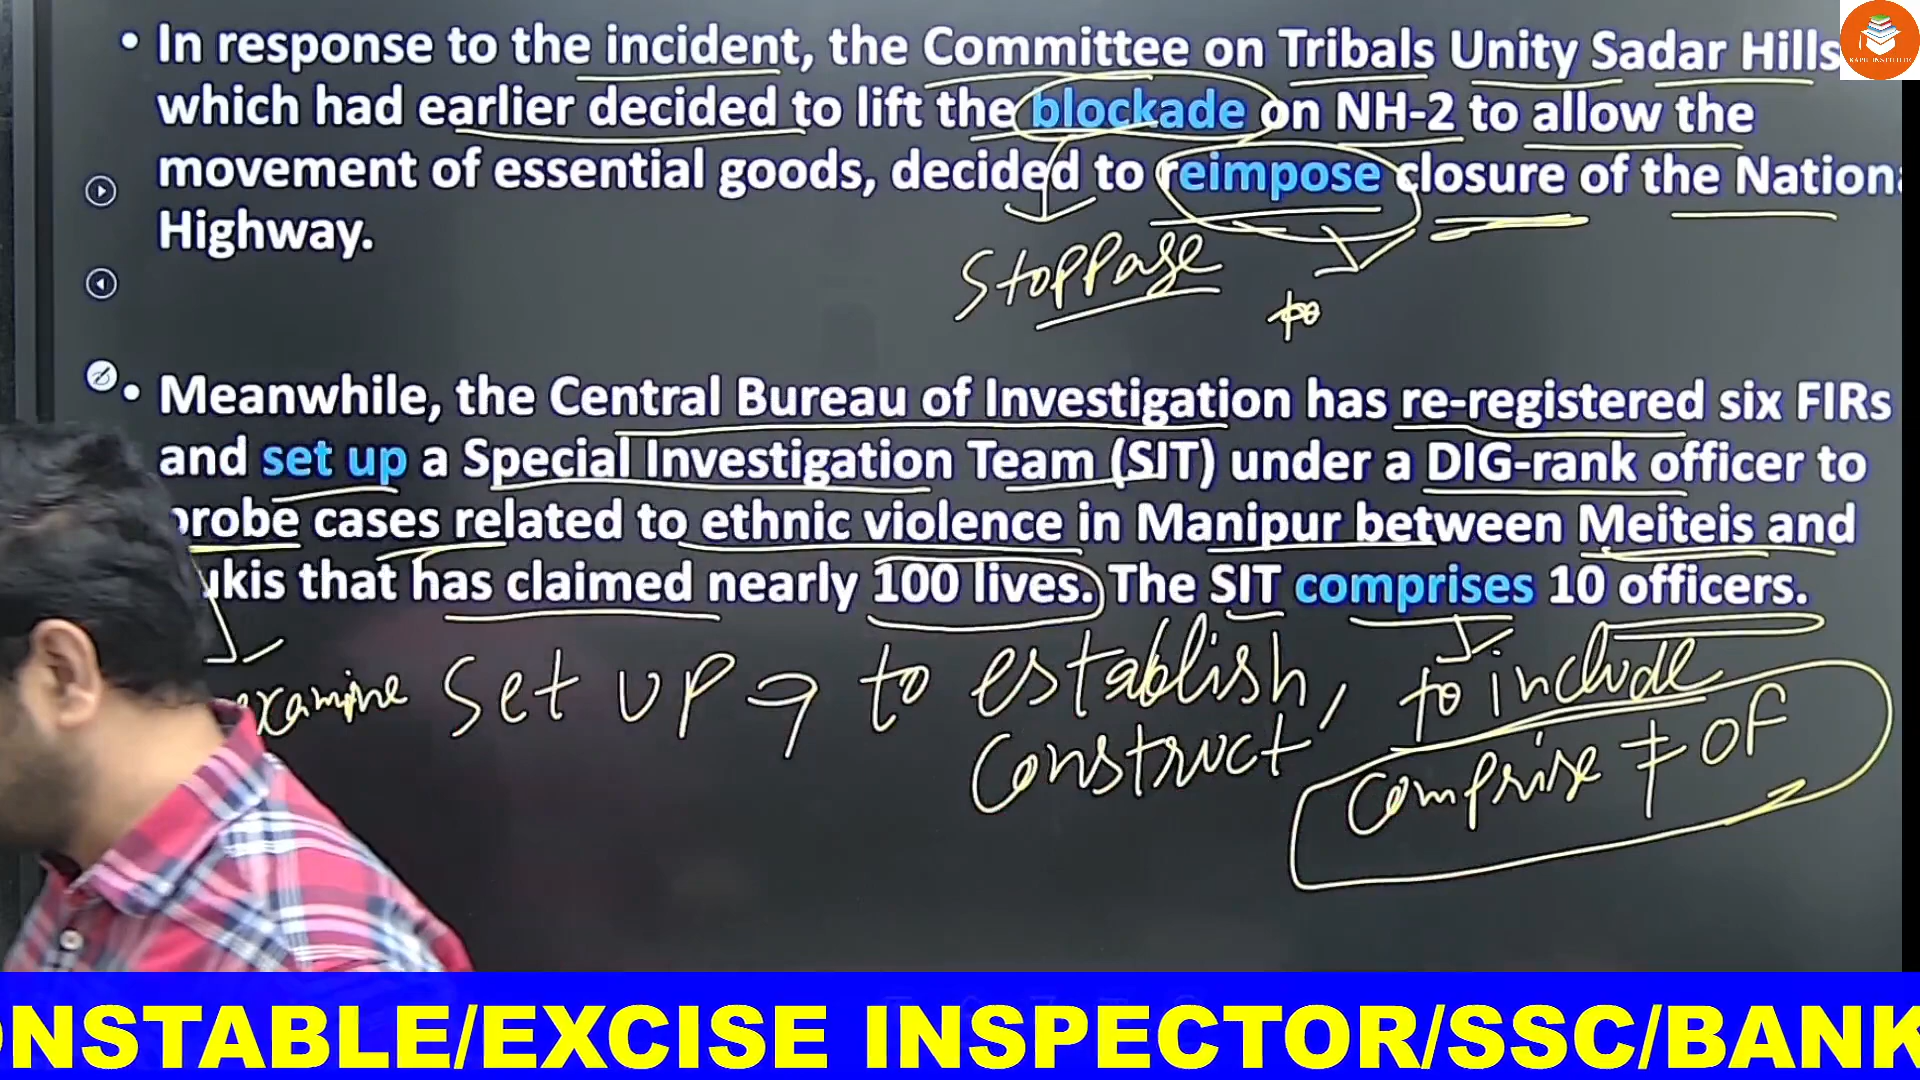 In response to the incident, the Committee on Tribals Unity Sadar Hills
which had earlier decided to lift the blockade on NH-2 to allow the
movement of essential goods, decided to reimpose closure of the Nation
Highway.
Stoppage
to
Meanwhile, the Central Bureau of Investigation has re-registered six FIRs
and set up a Special Investigation Team (SIT) under a DIG-rank officer to
probe cases related to ethnic violence in Manipur between Meiteis and
ukis that has claimed nearly 100 lives. The SIT comprises 10 officers.
examine set up → to establish, to include
construct comprise ≠ of
ONSTABLE/EXCISE INSPECTOR/SSC/BANK